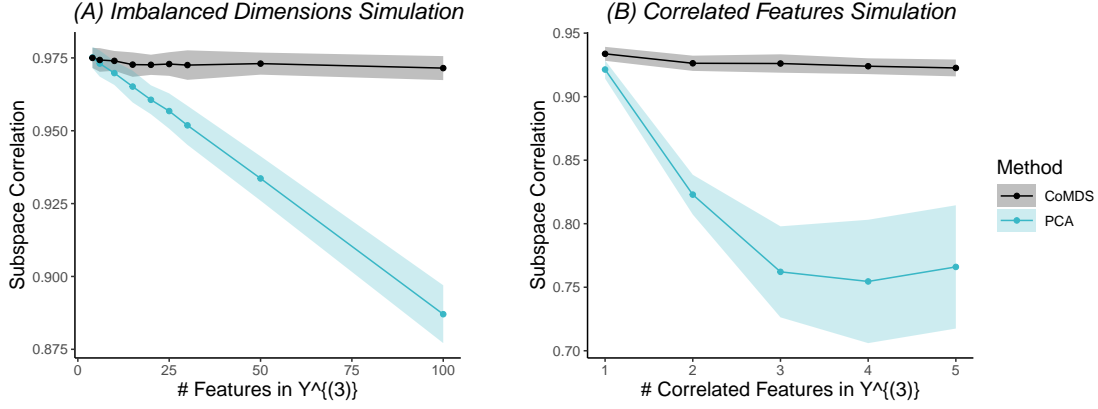 (A) Imbalanced Dimensions Simulation
0.975
0.950
0.925
0.900
0.875
Subspace Correlation
0 25 50 75 100
# Features in Y^{(3)}
(B) Correlated Features Simulation
0.95
0.90
0.85
0.80
0.75
0.70
Subspace Correlation
1 2 3 4 5
# Correlated Features in Y^{(3)}
Method
CoMDS
PCA